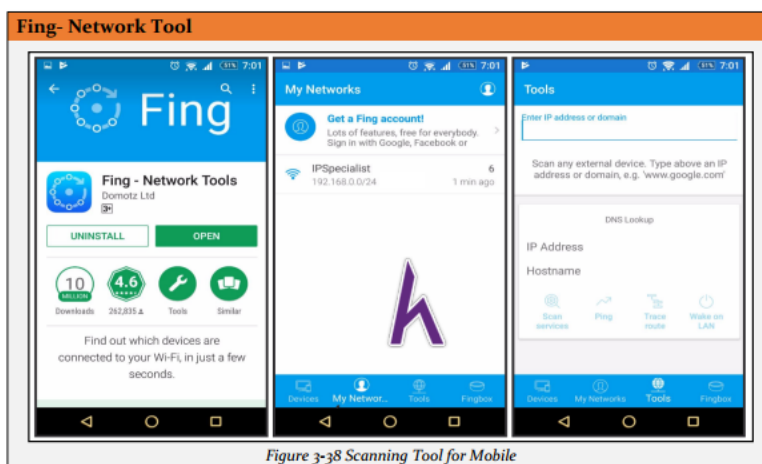 Fing- Network Tool
51% 7:01
Fing
Fing - Network Tools
Domotz Ltd
3+
UNINSTALL
OPEN
10
MILLION
4.6
Downloads
262,835
Tools
Similar
Find out which devices are
connected to your Wi-Fi, in just a few
seconds.
51% 7:01
My Networks
Get a Fing account!
Lots of features, free for everybody.
Sign in with Google, Facebook or
IPSpecialist
6
192.168.0.0/24
1 min ago
h
Devices
My Networ...
Tools
Fingbox
51% 7:01
Tools
Enter IP address or domain
Scan any external device. Type above an IP
address or domain, e.g. 'www.google.com'
DNS Lookup
IP Address
Hostname
Scan
services
Ping
Trace
route
Wake on
LAN
Devices
My Networks
Tools
Fingbox
Figure 3-38 Scanning Tool for Mobile